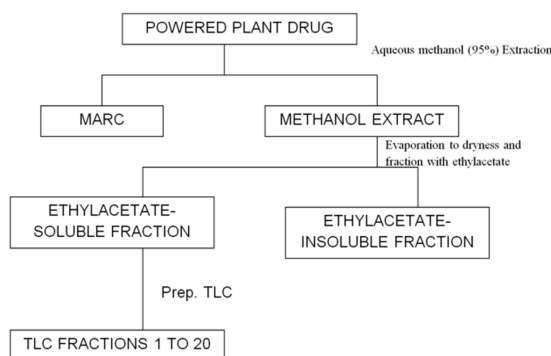 POWERED PLANT DRUG
Aqueous methanol (95%) Extraction
MARC
METHANOL EXTRACT
Evaporation to dryness and
fraction with ethylacetate
ETHYLACETATE-
SOLUBLE FRACTION
ETHYLACETATE-
INSOLUBLE FRACTION
Prep. TLC
TLC FRACTIONS 1 TO 20